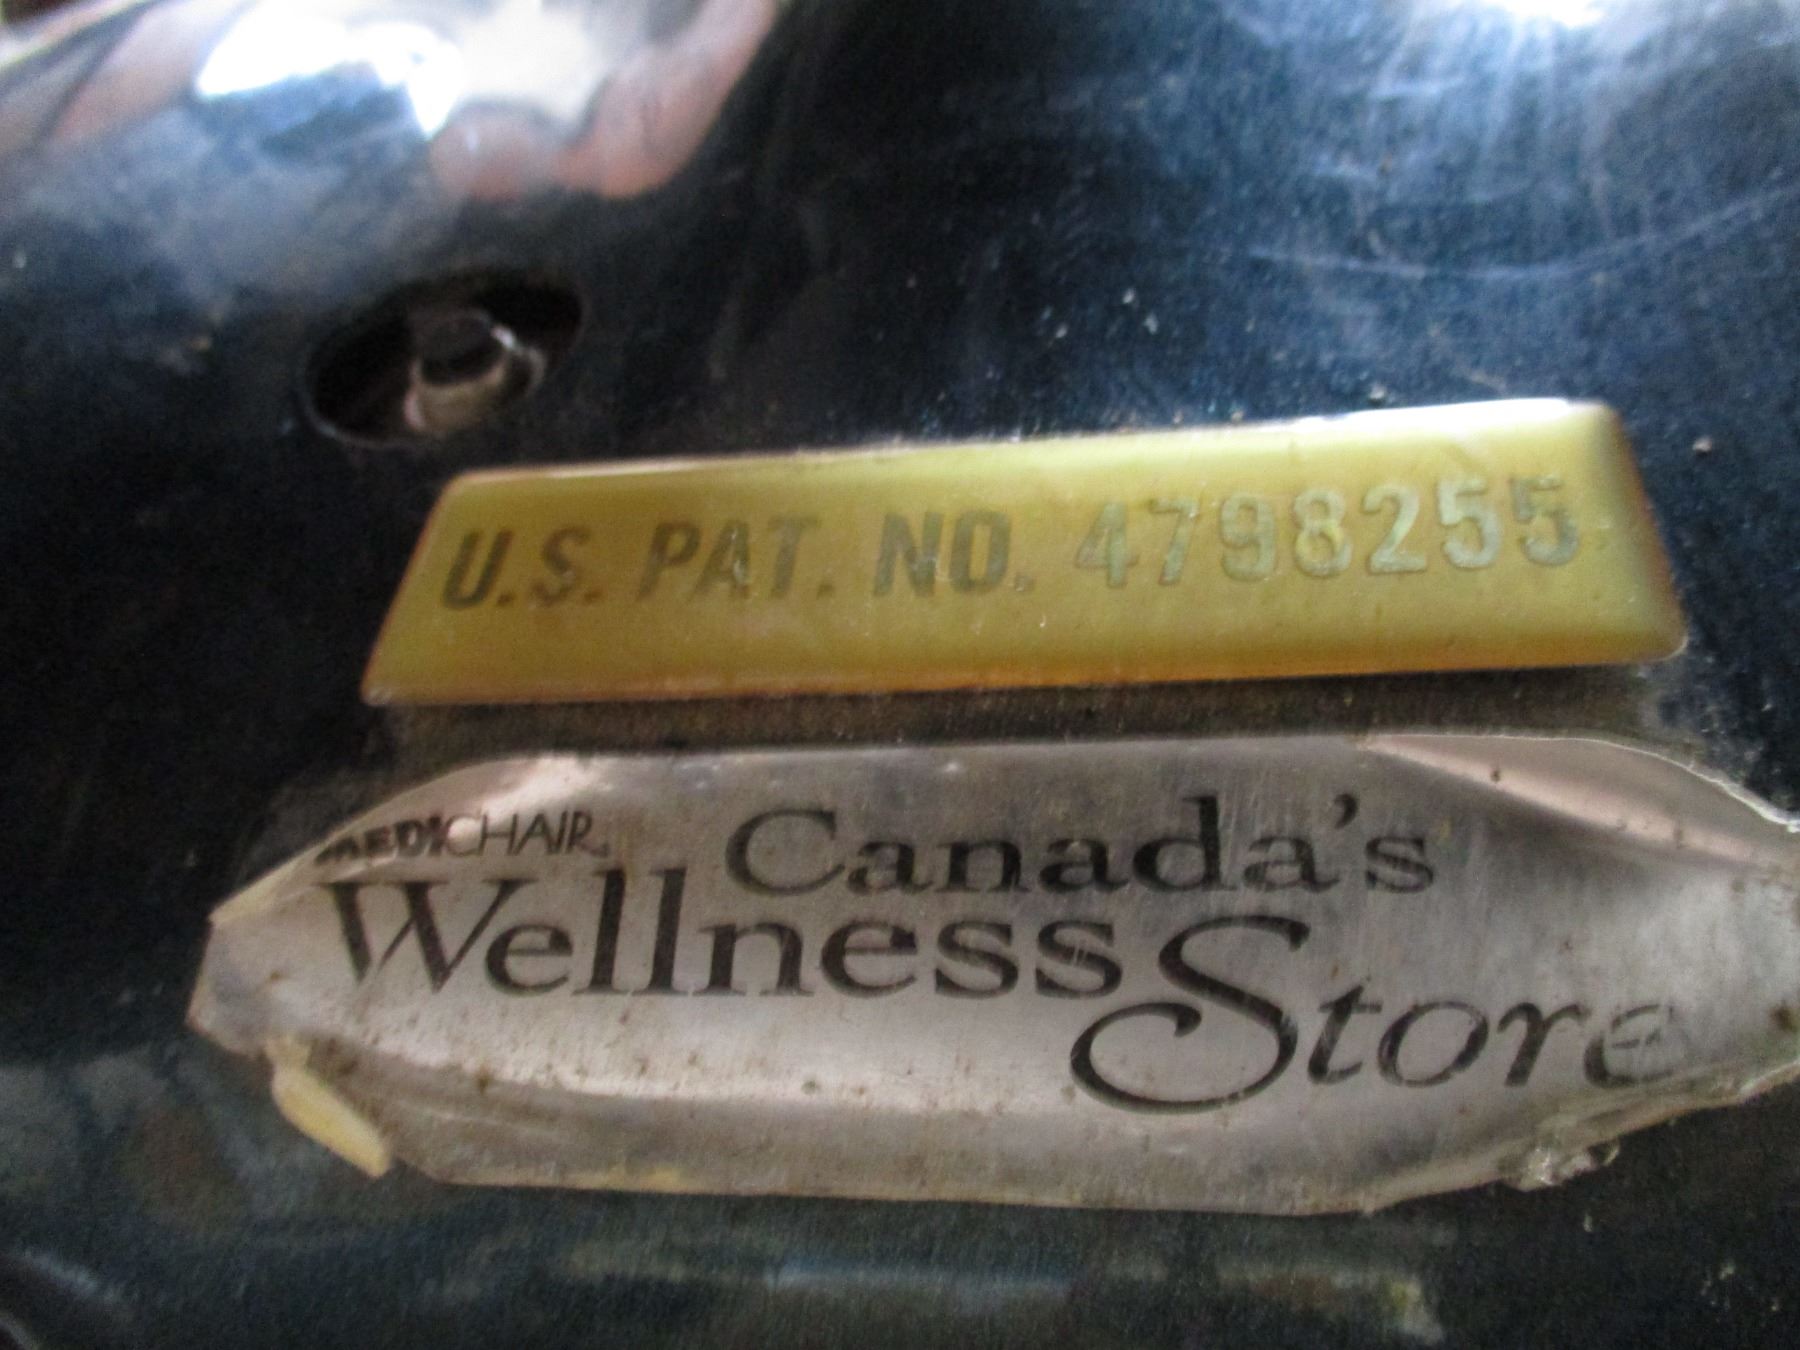 U.S. PAT. NO. 4798255
MEDICHAIR
Canada's
Wellness
Store